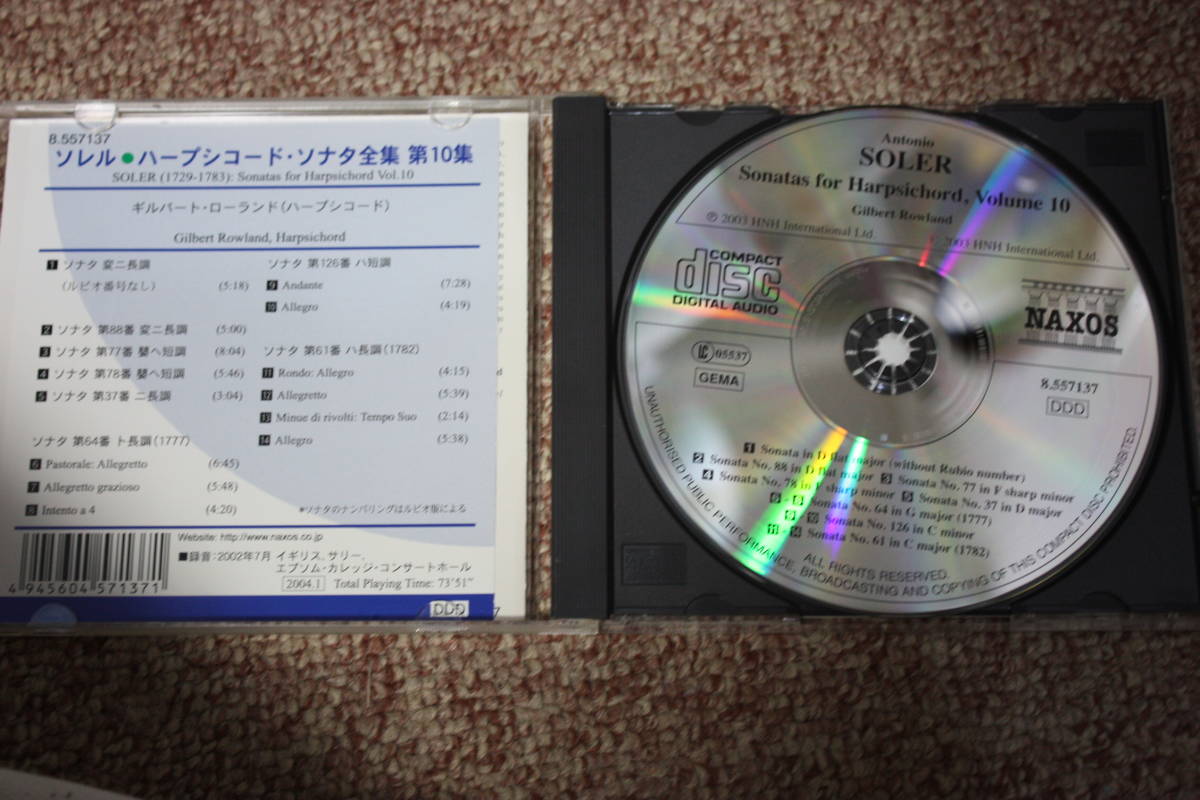 8.557137
ソレル●ハープシコード・ソナタ全集 第10集
SOLER (1729-1783): Sonatas for Harpsichord Vol.10
ギルバート・ローランド(ハープシコード)
Gilbert Rowland, Harpsichord
1 ソナタ 変ニ長調
(ルビオ番号なし) (5:18)
2 ソナタ 第88番 変ニ長調 (5:00)
3 ソナタ 第77番 嬰ヘ短調 (8:04)
4 ソナタ 第78番 嬰ヘ短調 (5:46)
5 ソナタ 第37番 ニ長調 (3:04)
ソナタ 第64番 ト長調(1777)
6 Pastorale: Allegretto (6:45)
7 Allegretto grazioso (5:48)
8 Intento a 4 (4:20)
ソナタ 第126番 ハ短調
9 Andante (7:28)
10 Allegro (4:19)
ソナタ 第61番 ハ長調(1782)
11 Rondo: Allegro (4:15)
12 Allegretto (5:39)
13 Minue di rivolti: Tempo Suo (2:14)
14 Allegro (5:38)
*ソナタのナンバリングはルビオ版による
Website: http://www.naxos.co.jp
■録音:2002年7月 イギリス、サリー、
エプソム・カレッジ・コンサートホール
2004.1 Total Playing Time: 73'51"
4 945604 571371
DDD
Antonio
SOLER
Sonatas for Harpsichord, Volume 10
Gilbert Rowland
℗ 2003 HNH International Ltd.
2003 HNH International Ltd.
COMPACT
disc
DIGITAL AUDIO
NAXOS
LC 05537
GEMA
8.557137
DDD
1 Sonata in D flat major (without Rubio number)
2 Sonata No. 88 in D flat major 3 Sonata No. 77 in F sharp minor
4 Sonata No. 78 in F sharp minor 5 Sonata No. 37 in D major
6 - 8 Sonata No. 64 in G major (1777)
9 - 10 Sonata No. 126 in C minor
11 - 14 Sonata No. 61 in C major (1782)
ALL RIGHTS RESERVED.
UNAUTHORISED PUBLIC PERFORMANCE, BROADCASTING AND COPYING OF THIS COMPACT DISC PROHIBITED.